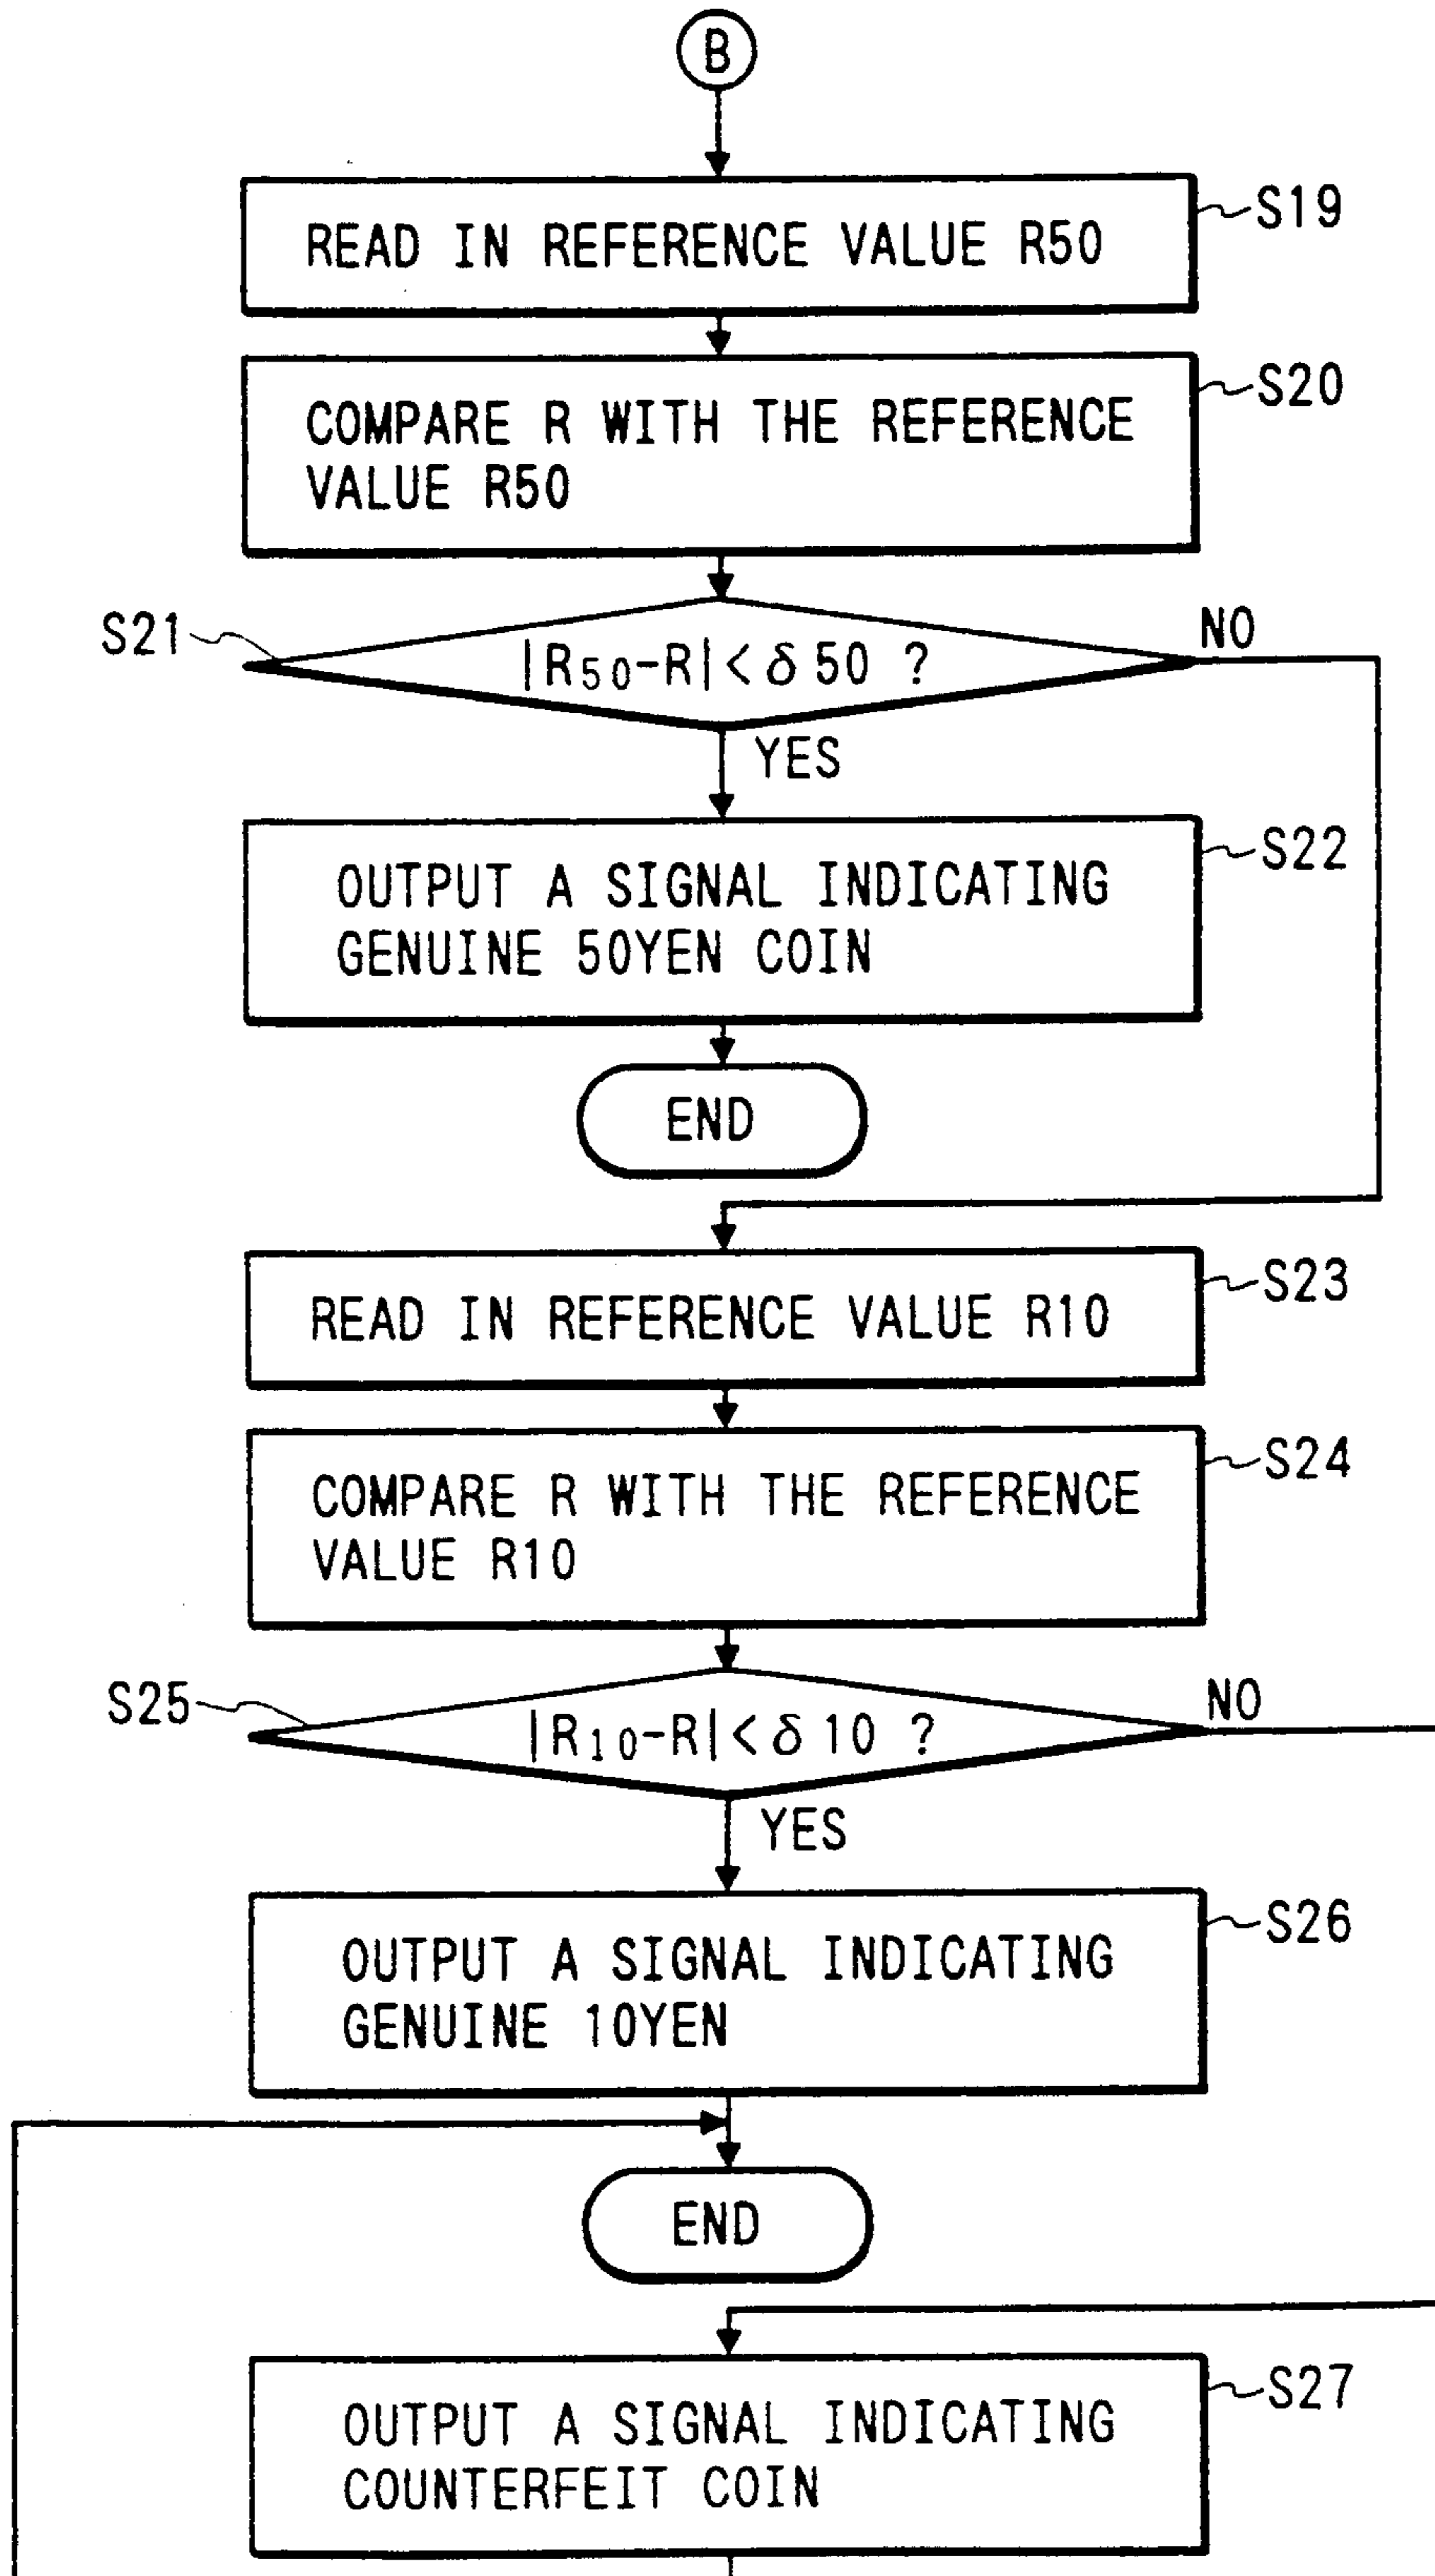 B
READ IN REFERENCE VALUE R50
S19
COMPARE R WITH THE REFERENCE
VALUE R50
S20
S21
|R50-R|<δ50 ?
NO
YES
OUTPUT A SIGNAL INDICATING
GENUINE 50YEN COIN
S22
END
READ IN REFERENCE VALUE R10
S23
COMPARE R WITH THE REFERENCE
VALUE R10
S24
S25
|R10-R|<δ10 ?
NO
YES
OUTPUT A SIGNAL INDICATING
GENUINE 10YEN
S26
END
OUTPUT A SIGNAL INDICATING
COUNTERFEIT COIN
S27